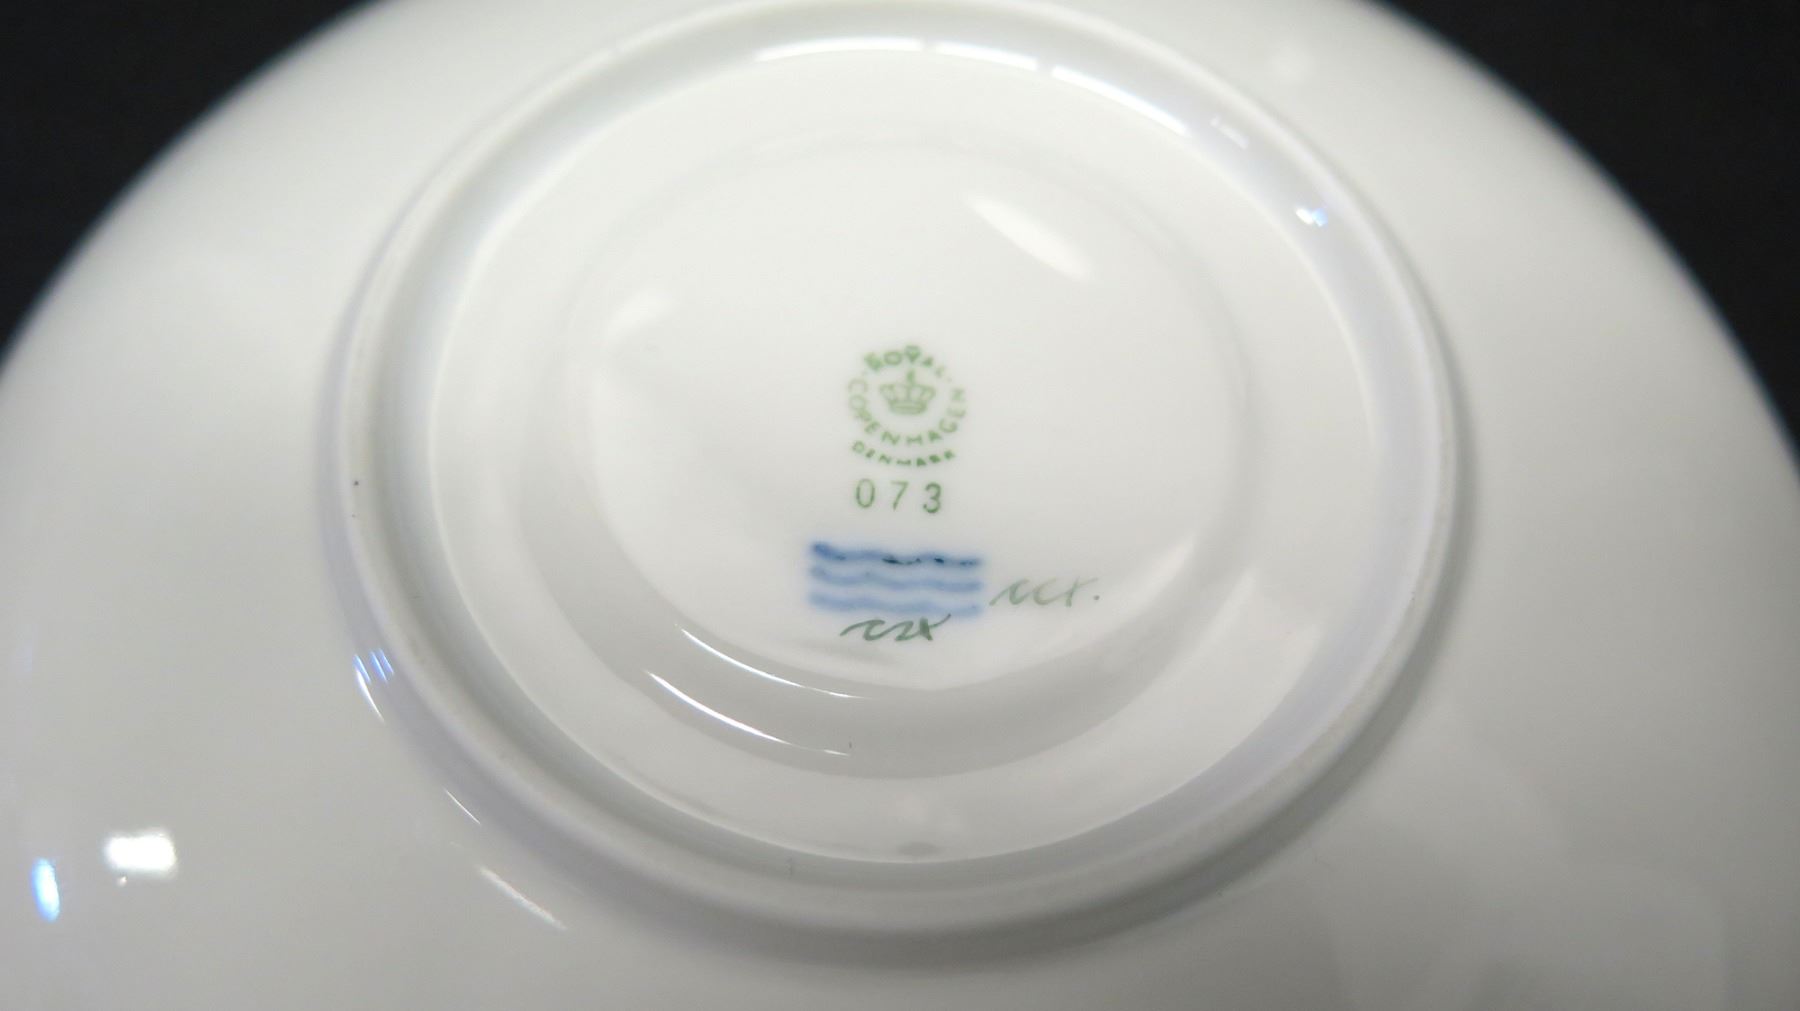 ROYAL
COPENHAGEN
DENMARK
073